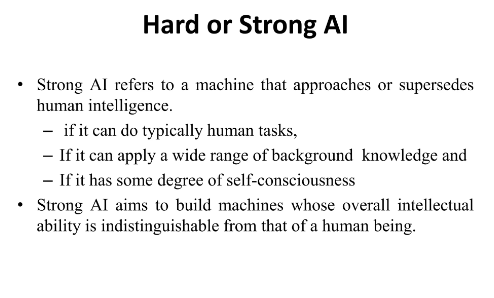 Hard or Strong AI
• Strong AI refers to a machine that approaches or supersedes
human intelligence.
– if it can do typically human tasks,
– If it can apply a wide range of background knowledge and
– If it has some degree of self-consciousness
• Strong AI aims to build machines whose overall intellectual
ability is indistinguishable from that of a human being.